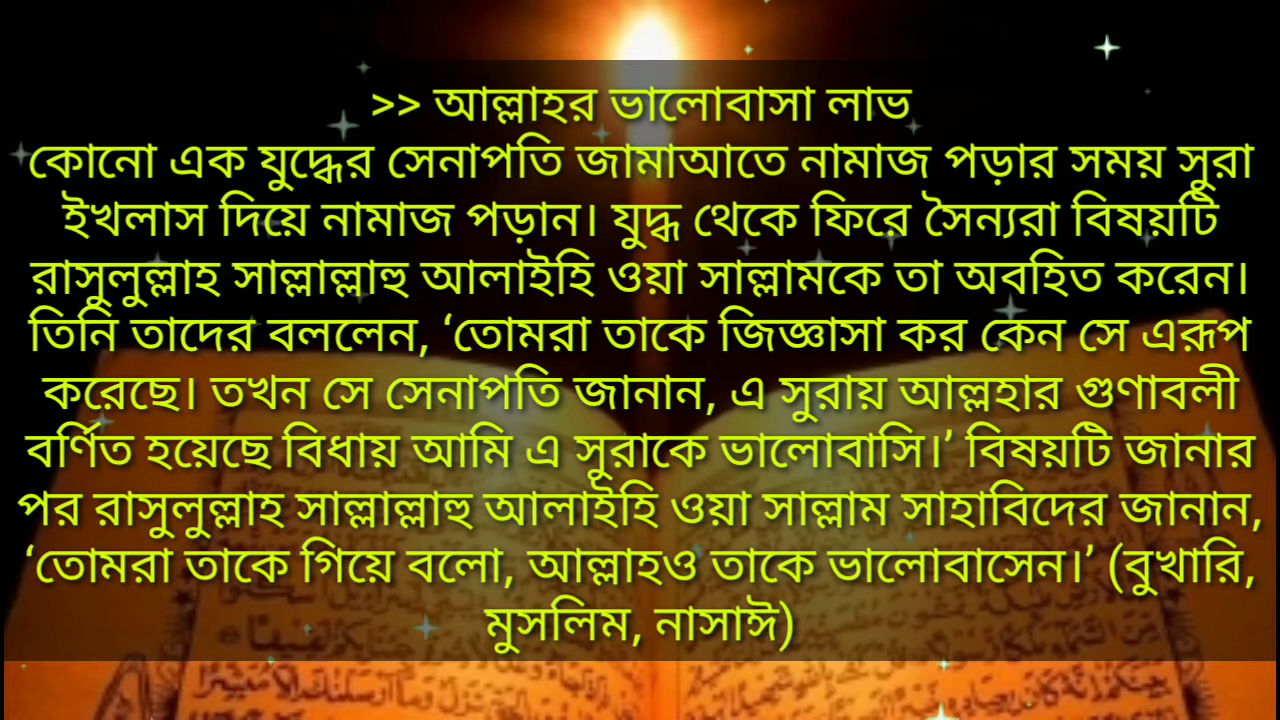 >> আল্লাহর ভালোবাসা লাভ
কোনো এক যুদ্ধের সেনাপতি জামাআতে নামাজ পড়ার সময় সুরা
ইখলাস দিয়ে নামাজ পড়ান। যুদ্ধ থেকে ফিরে সৈন্যরা বিষয়টি
রাসুলুল্লাহ সাল্লাল্লাহু আলাইহি ওয়া সাল্লামকে তা অবহিত করেন।
তিনি তাদের বললেন, ‘তোমরা তাকে জিজ্ঞাসা কর কেন সে এরূপ
করেছে। তখন সে সেনাপতি জানান, এ সুরায় আল্লহার গুণাবলী
বর্ণিত হয়েছে বিধায় আমি এ সুরাকে ভালোবাসি।’ বিষয়টি জানার
পর রাসুলুল্লাহ সাল্লাল্লাহু আলাইহি ওয়া সাল্লাম সাহাবিদের জানান,
‘তোমরা তাকে গিয়ে বলো, আল্লাহও তাকে ভালোবাসেন।’ (বুখারি,
মুসলিম, নাসাঈ)